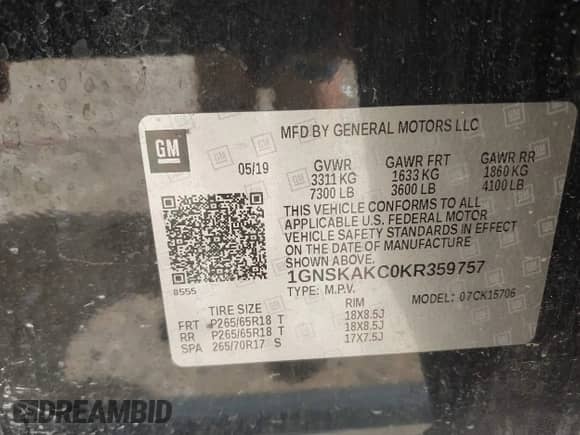 GM
MFD BY GENERAL MOTORS LLC
05/19 GVWR GAWR FRT GAWR RR
3311 KG 1633 KG 1860 KG
7300 LB 3600 LB 4100 LB
THIS VEHICLE CONFORMS TO ALL
APPLICABLE U.S. FEDERAL MOTOR
VEHICLE SAFETY STANDARDS IN EFFECT
ON THE DATE OF MANUFACTURE
SHOWN ABOVE.
1GNSKAKC0KR359757
8555
TYPE: M.P.V. MODEL: 07CK15706
TIRE SIZE RIM
FRT P265/65R18 T 18X8.5J
RR P265/65R18 T 18X8.5J
SPA 265/70R17 S 17X7.5J
DREAMBID